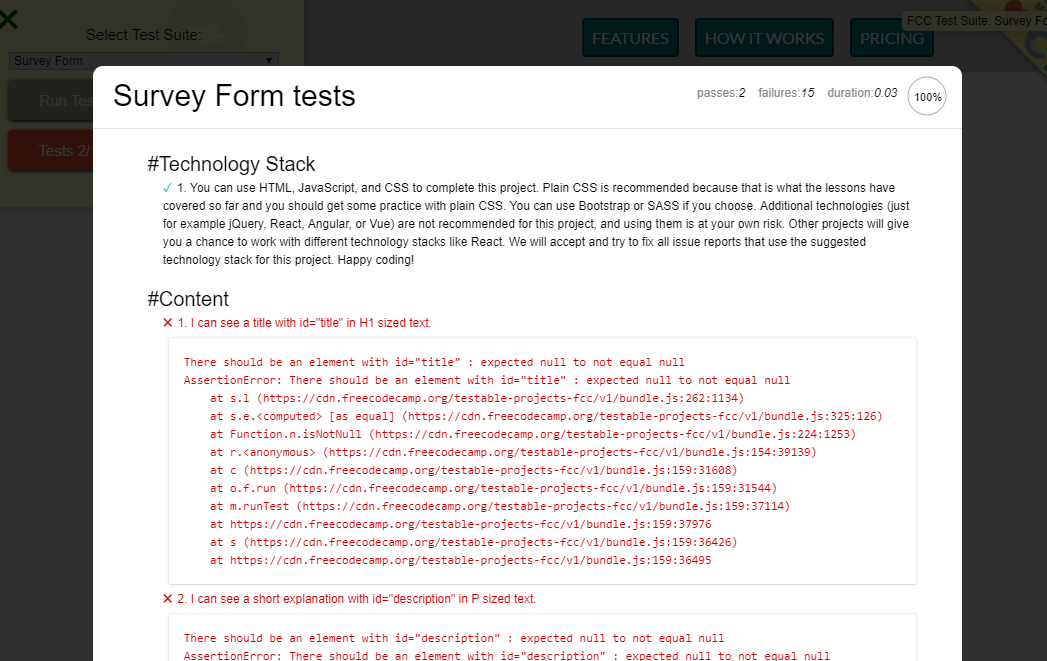 FCC Test Suite: Survey Fo
Select Test Suite:
FEATURES
HOW IT WORKS
PRICING
Survey Form
Run Tes
Tests 2/
Survey Form tests
passes:2 failures:15 duration:0.03 100%
#Technology Stack
✓ 1. You can use HTML, JavaScript, and CSS to complete this project. Plain CSS is recommended because that is what the lessons have
covered so far and you should get some practice with plain CSS. You can use Bootstrap or SASS if you choose. Additional technologies (just
for example jQuery, React, Angular, or Vue) are not recommended for this project, and using them is at your own risk. Other projects will give
you a chance to work with different technology stacks like React. We will accept and try to fix all issue reports that use the suggested
technology stack for this project. Happy coding!
#Content
✕ 1. I can see a title with id="title" in H1 sized text.
There should be an element with id="title" : expected null to not equal null
AssertionError: There should be an element with id="title" : expected null to not equal null
at s.l (https://cdn.freecodecamp.org/testable-projects-fcc/v1/bundle.js:262:1134)
at s.e.<computed> [as equal] (https://cdn.freecodecamp.org/testable-projects-fcc/v1/bundle.js:325:126)
at Function.n.isNotNull (https://cdn.freecodecamp.org/testable-projects-fcc/v1/bundle.js:224:1253)
at r.<anonymous> (https://cdn.freecodecamp.org/testable-projects-fcc/v1/bundle.js:154:39139)
at c (https://cdn.freecodecamp.org/testable-projects-fcc/v1/bundle.js:159:31608)
at o.f.run (https://cdn.freecodecamp.org/testable-projects-fcc/v1/bundle.js:159:31544)
at m.runTest (https://cdn.freecodecamp.org/testable-projects-fcc/v1/bundle.js:159:37114)
at https://cdn.freecodecamp.org/testable-projects-fcc/v1/bundle.js:159:37976
at s (https://cdn.freecodecamp.org/testable-projects-fcc/v1/bundle.js:159:36426)
at https://cdn.freecodecamp.org/testable-projects-fcc/v1/bundle.js:159:36495
✕ 2. I can see a short explanation with id="description" in P sized text.
There should be an element with id="description" : expected null to not equal null
AssertionError: There should be an element with id="description" : expected null to not equal null